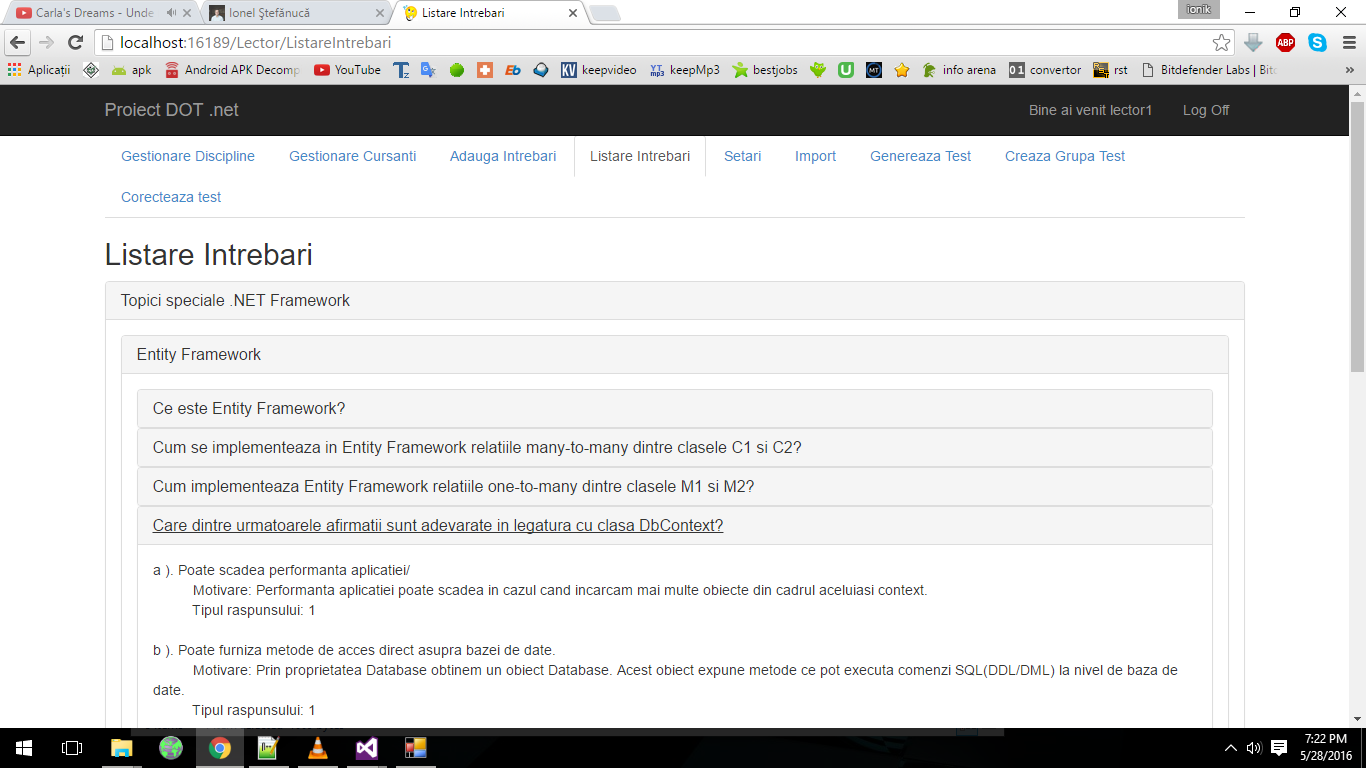 Carla's Dreams - Unde
Ionel Ştefănucă
Listare Intrebari
ionik
localhost:16189/Lector/ListareIntrebari
ABP
Aplicații
apk
Android APK Decomp
YouTube
Eb
KV keepvideo
YT mp3 keepMp3
bestjobs
U
MT
info arena
0 1 convertor
rst
Bitdefender Labs | Bitd
Proiect DOT .net
Bine ai venit lector1
Log Off
Gestionare Discipline
Gestionare Cursanti
Adauga Intrebari
Listare Intrebari
Setari
Import
Genereaza Test
Creaza Grupa Test
Corecteaza test
Listare Intrebari
Topici speciale .NET Framework
Entity Framework
Ce este Entity Framework?
Cum se implementeaza in Entity Framework relatiile many-to-many dintre clasele C1 si C2?
Cum implementeaza Entity Framework relatiile one-to-many dintre clasele M1 si M2?
Care dintre urmatoarele afirmatii sunt adevarate in legatura cu clasa DbContext?
a ). Poate scadea performanta aplicatiei/
Motivare: Performanta aplicatiei poate scadea in cazul cand incarcam mai multe obiecte din cadrul aceluiasi context.
Tipul raspunsului: 1
b ). Poate furniza metode de acces direct asupra bazei de date.
Motivare: Prin proprietatea Database obtinem un obiect Database. Acest obiect expune metode ce pot executa comenzi SQL(DDL/DML) la nivel de baza de
date.
Tipul raspunsului: 1
7:22 PM
5/28/2016